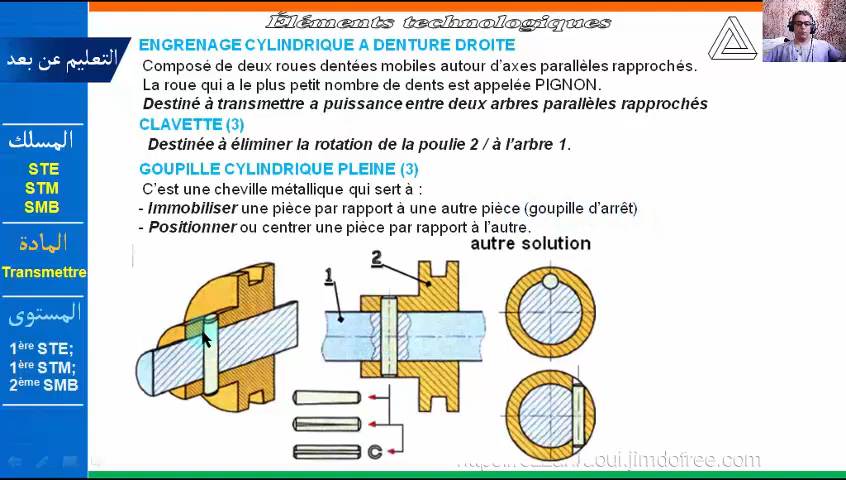 Éléments technologiques
التعليم عن بعد
المسلك
STE
STM
SMB
المادة
Transmettre
المستوى
1ère STE;
1ère STM;
2ème SMB
ENGRENAGE CYLINDRIQUE A DENTURE DROITE
Composé de deux roues dentées mobiles autour d'axes parallèles rapprochés.
La roue qui a le plus petit nombre de dents est appelée PIGNON.
Destiné à transmettre a puissance entre deux arbres parallèles rapprochés
CLAVETTE (3)
Destinée à éliminer la rotation de la poulie 2 / à l'arbre 1.
GOUPILLE CYLINDRIQUE PLEINE (3)
C'est une cheville métallique qui sert à :
- Immobiliser une pièce par rapport à une autre pièce (goupille d'arrêt)
- Positionner ou centrer une pièce par rapport à l'autre.
autre solution
1
2
C